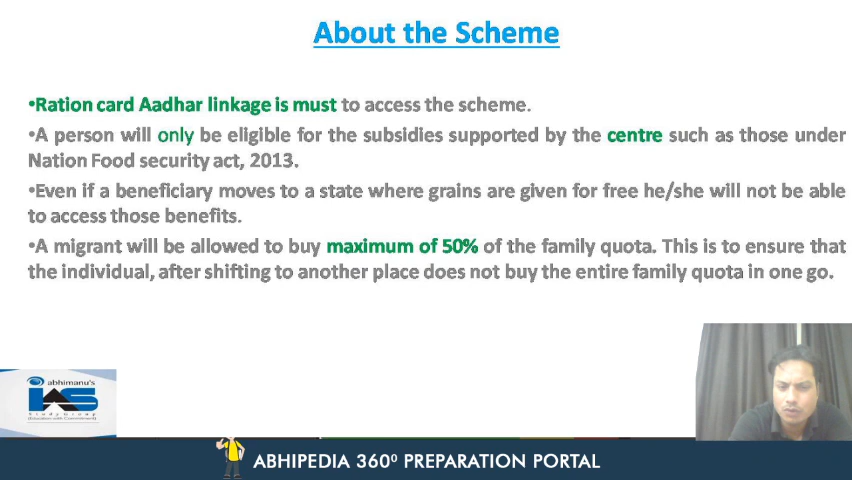 About the Scheme
•Ration card Aadhar linkage is must to access the scheme.
•A person will only be eligible for the subsidies supported by the centre such as those under
Nation Food security act, 2013.
•Even if a beneficiary moves to a state where grains are given for free he/she will not be able
to access those benefits.
•A migrant will be allowed to buy maximum of 50% of the family quota. This is to ensure that
the individual, after shifting to another place does not buy the entire family quota in one go.
abhimanu's
ias
StudyGroup
(Education with Commitment)
ABHIPEDIA 360⁰ PREPARATION PORTAL